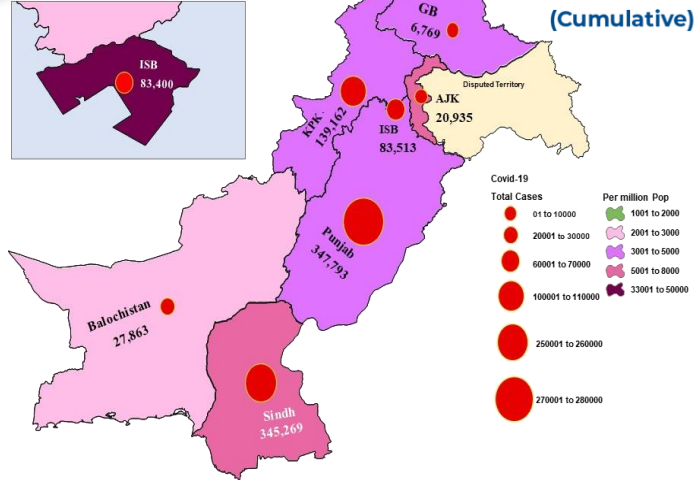 (Cumulative)
GB
6,769
ISB
83,400
Disputed Territory
AJK
20,935
KPK
139,162
ISB
83,513
Punjab
347,793
Balochistan
27,863
Sindh
345,269
Covid-19
Total Cases
01 to 10000
20001 to 30000
60001 to 70000
100001 to 110000
250001 to 260000
270001 to 280000
Per million Pop
1001 to 2000
2001 to 3000
3001 to 5000
5001 to 8000
33001 to 50000